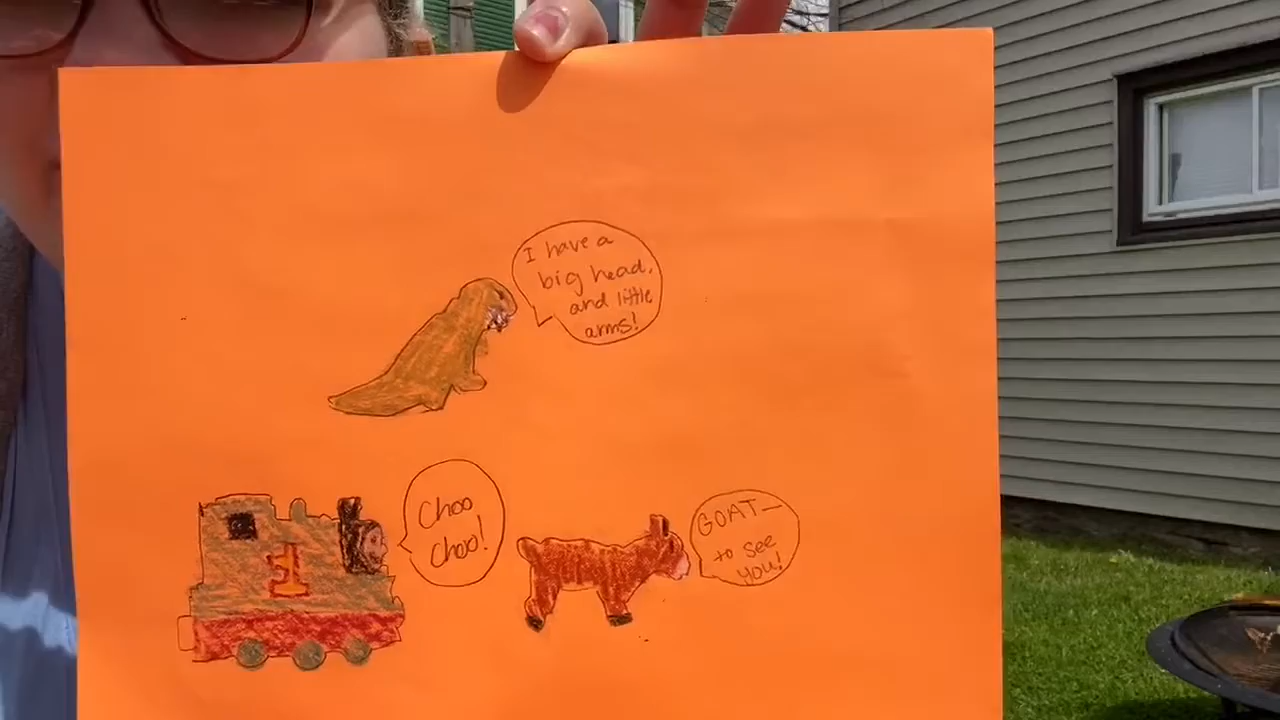 I have a
big head,
and little
arms!
Choo
Choo!
GOAT-
to see
you!
1